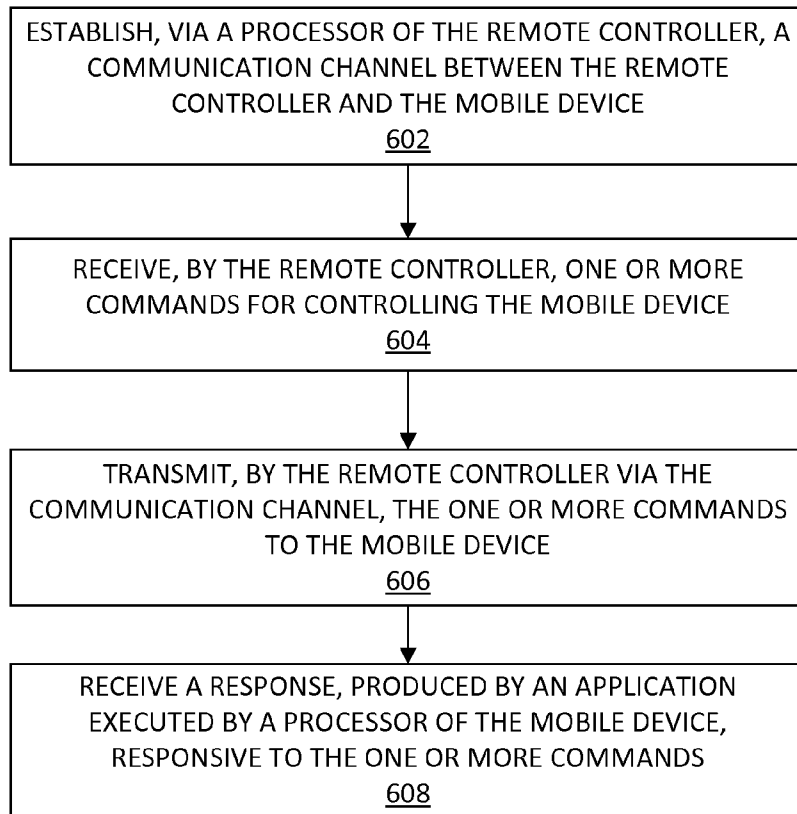 ESTABLISH, VIA A PROCESSOR OF THE REMOTE CONTROLLER, A
COMMUNICATION CHANNEL BETWEEN THE REMOTE
CONTROLLER AND THE MOBILE DEVICE
602
RECEIVE, BY THE REMOTE CONTROLLER, ONE OR MORE
COMMANDS FOR CONTROLLING THE MOBILE DEVICE
604
TRANSMIT, BY THE REMOTE CONTROLLER VIA THE
COMMUNICATION CHANNEL, THE ONE OR MORE COMMANDS
TO THE MOBILE DEVICE
606
RECEIVE A RESPONSE, PRODUCED BY AN APPLICATION
EXECUTED BY A PROCESSOR OF THE MOBILE DEVICE,
RESPONSIVE TO THE ONE OR MORE COMMANDS
608